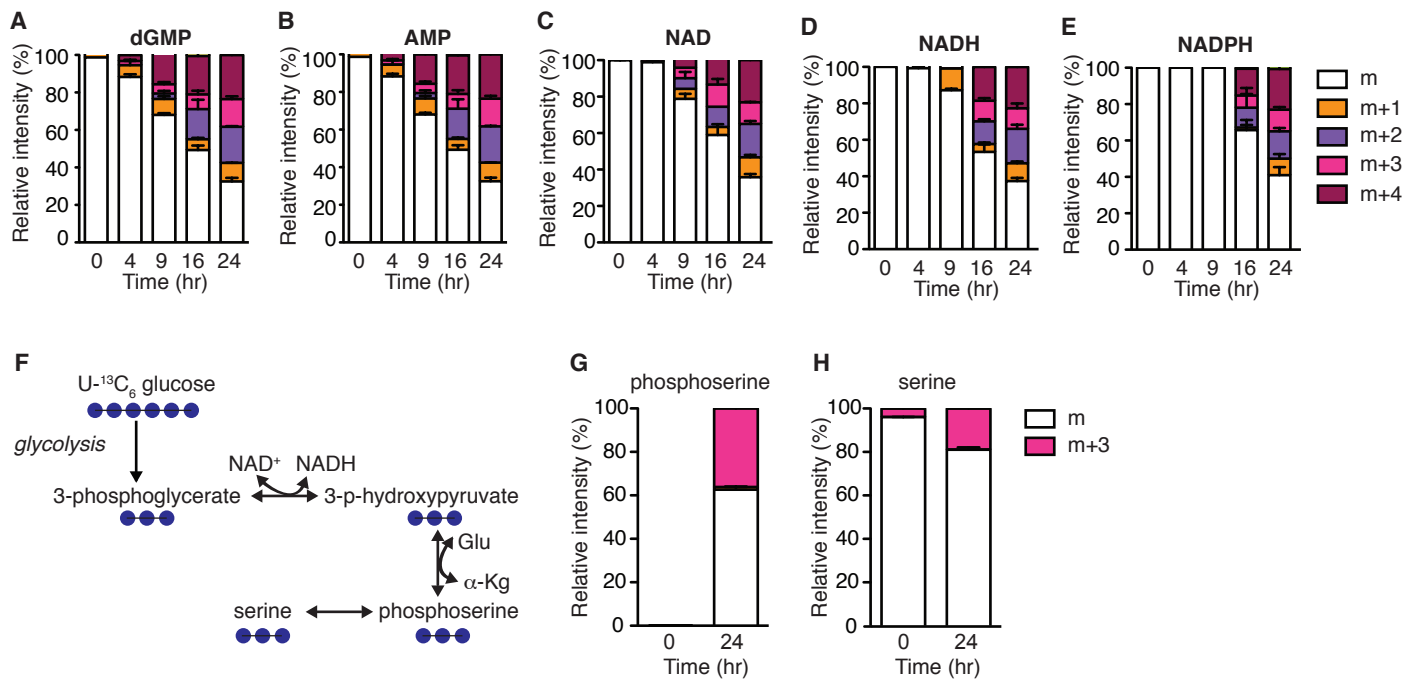 A
dGMP
Relative intensity (%)
100
80
60
40
20
0
0 4 9 16 24
Time (hr)
B
AMP
Relative intensity (%)
100
80
60
40
20
0
0 4 9 16 24
Time (hr)
C
NAD
Relative intensity (%)
100
80
60
40
20
0
0 4 9 16 24
Time (hr)
D
NADH
Relative intensity (%)
100
80
60
40
20
0
0 4 9 16 24
Time (hr)
E
NADPH
Relative intensity (%)
100
80
60
40
20
0
0 4 9 16 24
Time (hr)
m
m+1
m+2
m+3
m+4
F
U-¹³C₆ glucose
glycolysis
NAD⁺ NADH
3-phosphoglycerate 3-p-hydroxypyruvate
Glu
α-Kg
serine phosphoserine
G
phosphoserine
Relative intensity (%)
100
80
60
40
20
0
0 24
Time (hr)
H
serine
Relative intensity (%)
100
80
60
40
20
0
0 24
Time (hr)
m
m+3